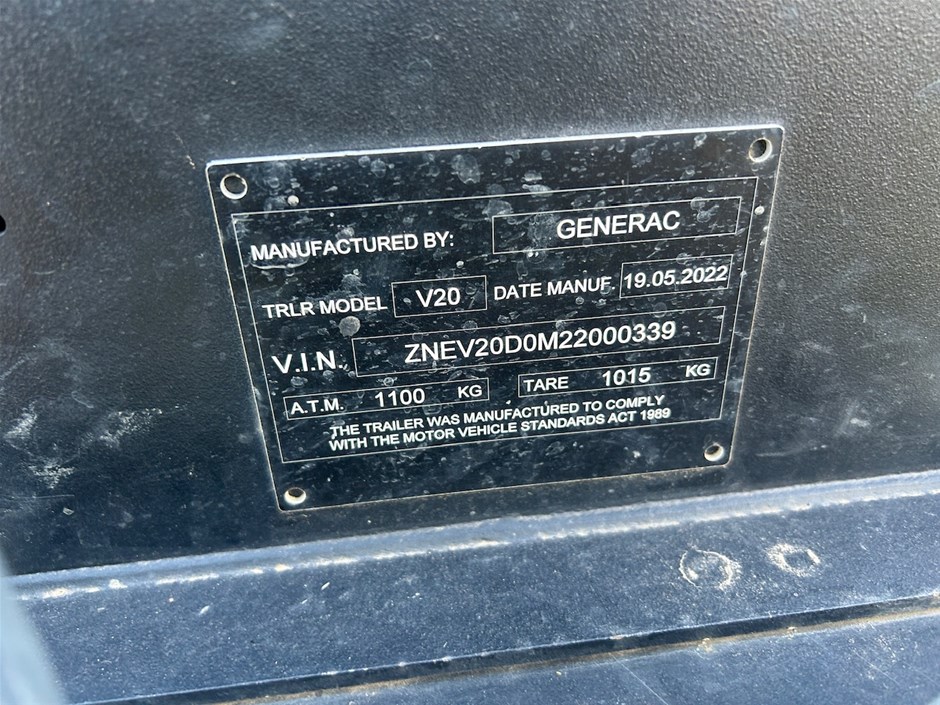 MANUFACTURED BY: GENERAC
TRLR MODEL V20 DATE MANUF. 19.05.2022
V.I.N. ZNEV20D0M22000339
A.T.M. 1100 KG TARE 1015 KG
THE TRAILER WAS MANUFACTURED TO COMPLY
WITH THE MOTOR VEHICLE STANDARDS ACT 1989